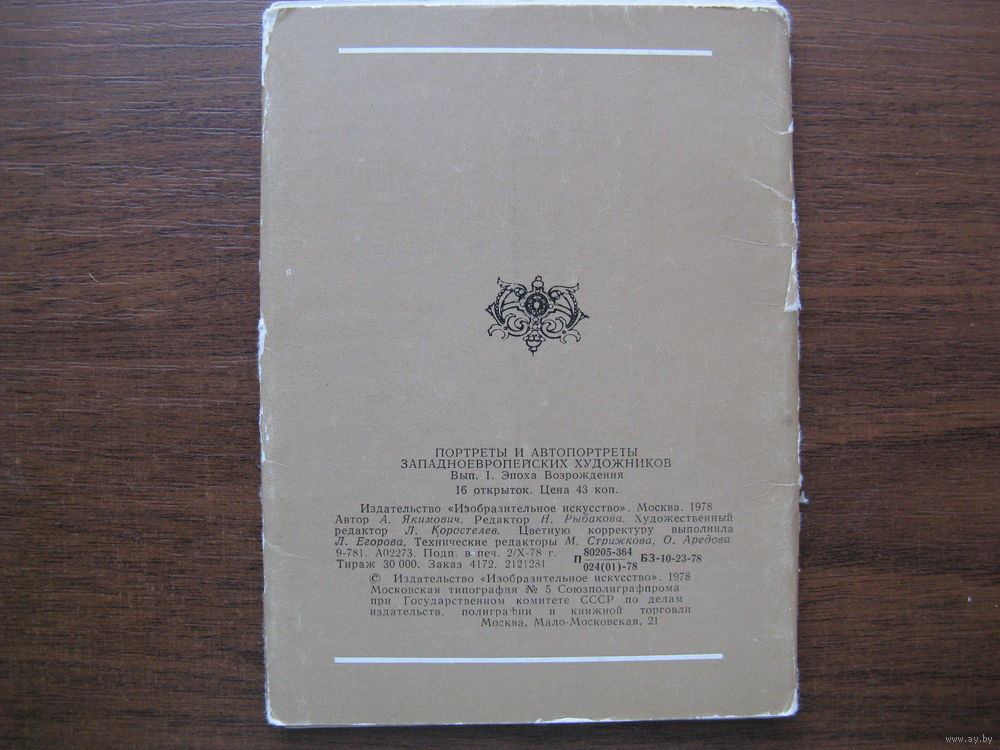 ПОРТРЕТЫ И АВТОПОРТРЕТЫ
ЗАПАДНОЕВРОПЕЙСКИХ ХУДОЖНИКОВ
Вып. I. Эпоха Возрождения
16 открыток. Цена 43 коп.
Издательство «Изобразительное искусство». Москва. 1978
Автор А. Якимович. Редактор Н. Рыбакова. Художественный
редактор Л. Коростелев. Цветную корректуру выполнила
Л. Егорова, Технические редакторы М. Стрижкова, О. Аредова
9-781. А02273. Подп. в печ. 2/X-78 г. П 80205-364 БЗ-10-23-78
Тираж 30 000. Заказ 4172. 2121281 024(01)-78
© Издательство «Изобразительное искусство». 1978
Московская типография № 5 Союзполиграфпрома
при Государственном комитете СССР по делам
издательств, полиграфии и книжной торговли
Москва, Мало-Московская, 21
www.ay.by